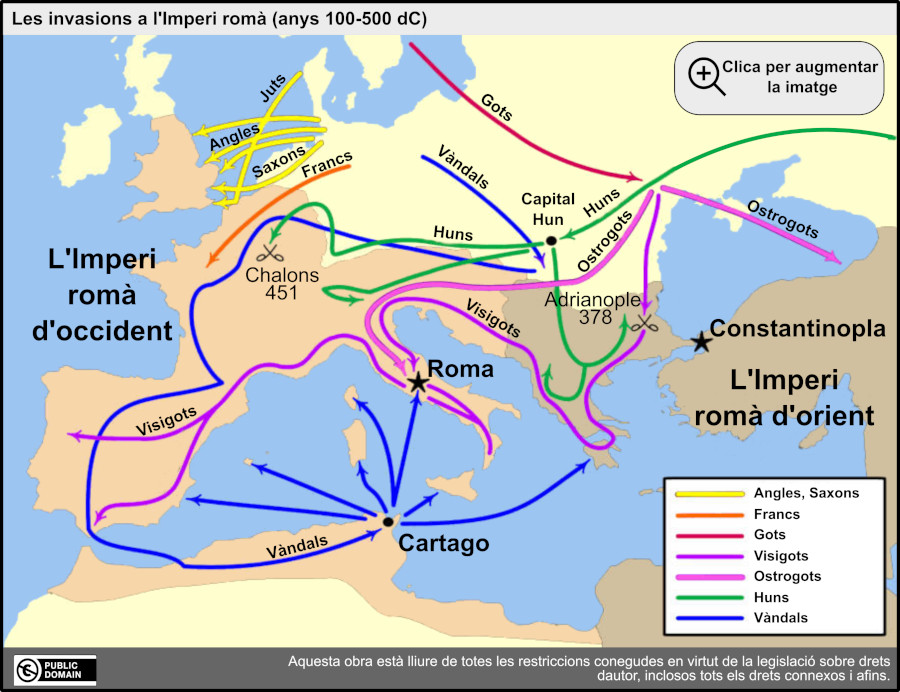 Les invasions a l'Imperi romà (anys 100-500 dC)
Clica per augmentar
la imatge
Juts
Angles
Saxons
Francs
Gots
Vàndals
Capital
Hun
Huns
Huns
Ostrogots
Ostrogots
L'Imperi
romà
d'occident
Chalons
451
Adrianople
378
Visigots
Constantinopla
Roma
L'Imperi
romà d'orient
Visigots
Vàndals
Cartago
Angles, Saxons
Francs
Gots
Visigots
Ostrogots
Huns
Vàndals
PUBLIC
DOMAIN
Aquesta obra està lliure de totes les restriccions conegudes en virtut de la legislació sobre drets
dautor, inclosos tots els drets connexos i afins.